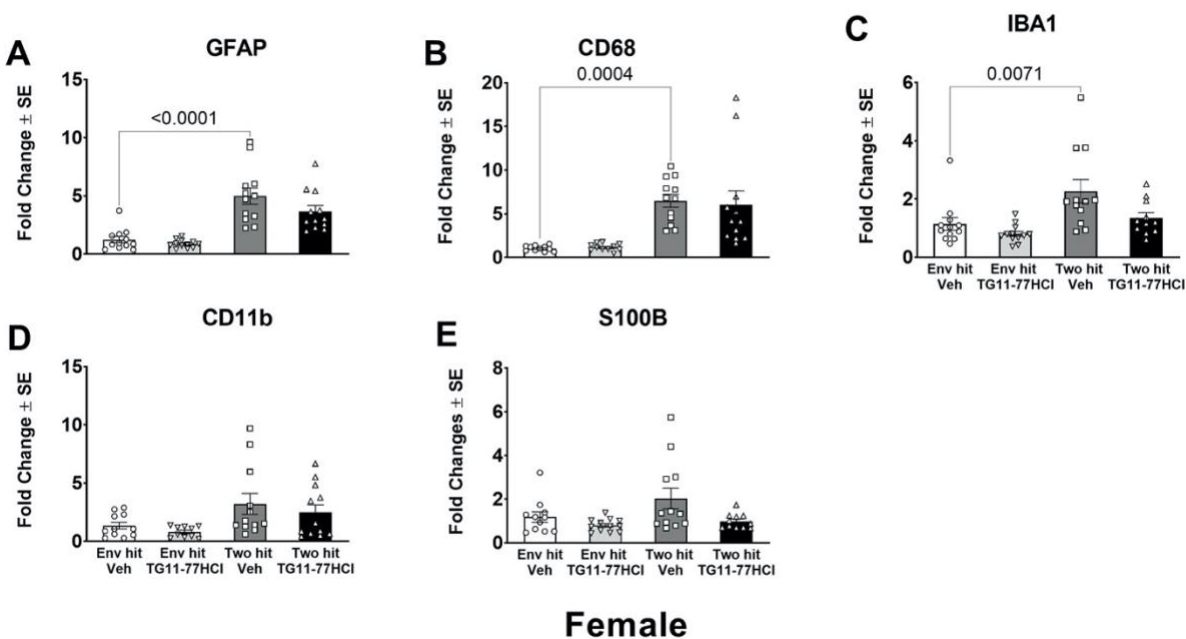 A
GFAP
Fold Change ± SE
15
10
5
0
<0.0001
B
CD68
Fold Change ± SE
20
15
10
5
0
0.0004
C
IBA1
Fold Change ± SE
6
4
2
0
0.0071
Env hit Veh
Env hit TG11-77HCl
Two hit Veh
Two hit TG11-77HCl
D
CD11b
Fold Change ± SE
15
10
5
0
Env hit Veh
Env hit TG11-77HCl
Two hit Veh
Two hit TG11-77HCl
E
S100B
Fold Changes ± SE
8
6
4
2
0
Env hit Veh
Env hit TG11-77HCl
Two hit Veh
Two hit TG11-77HCl
Female